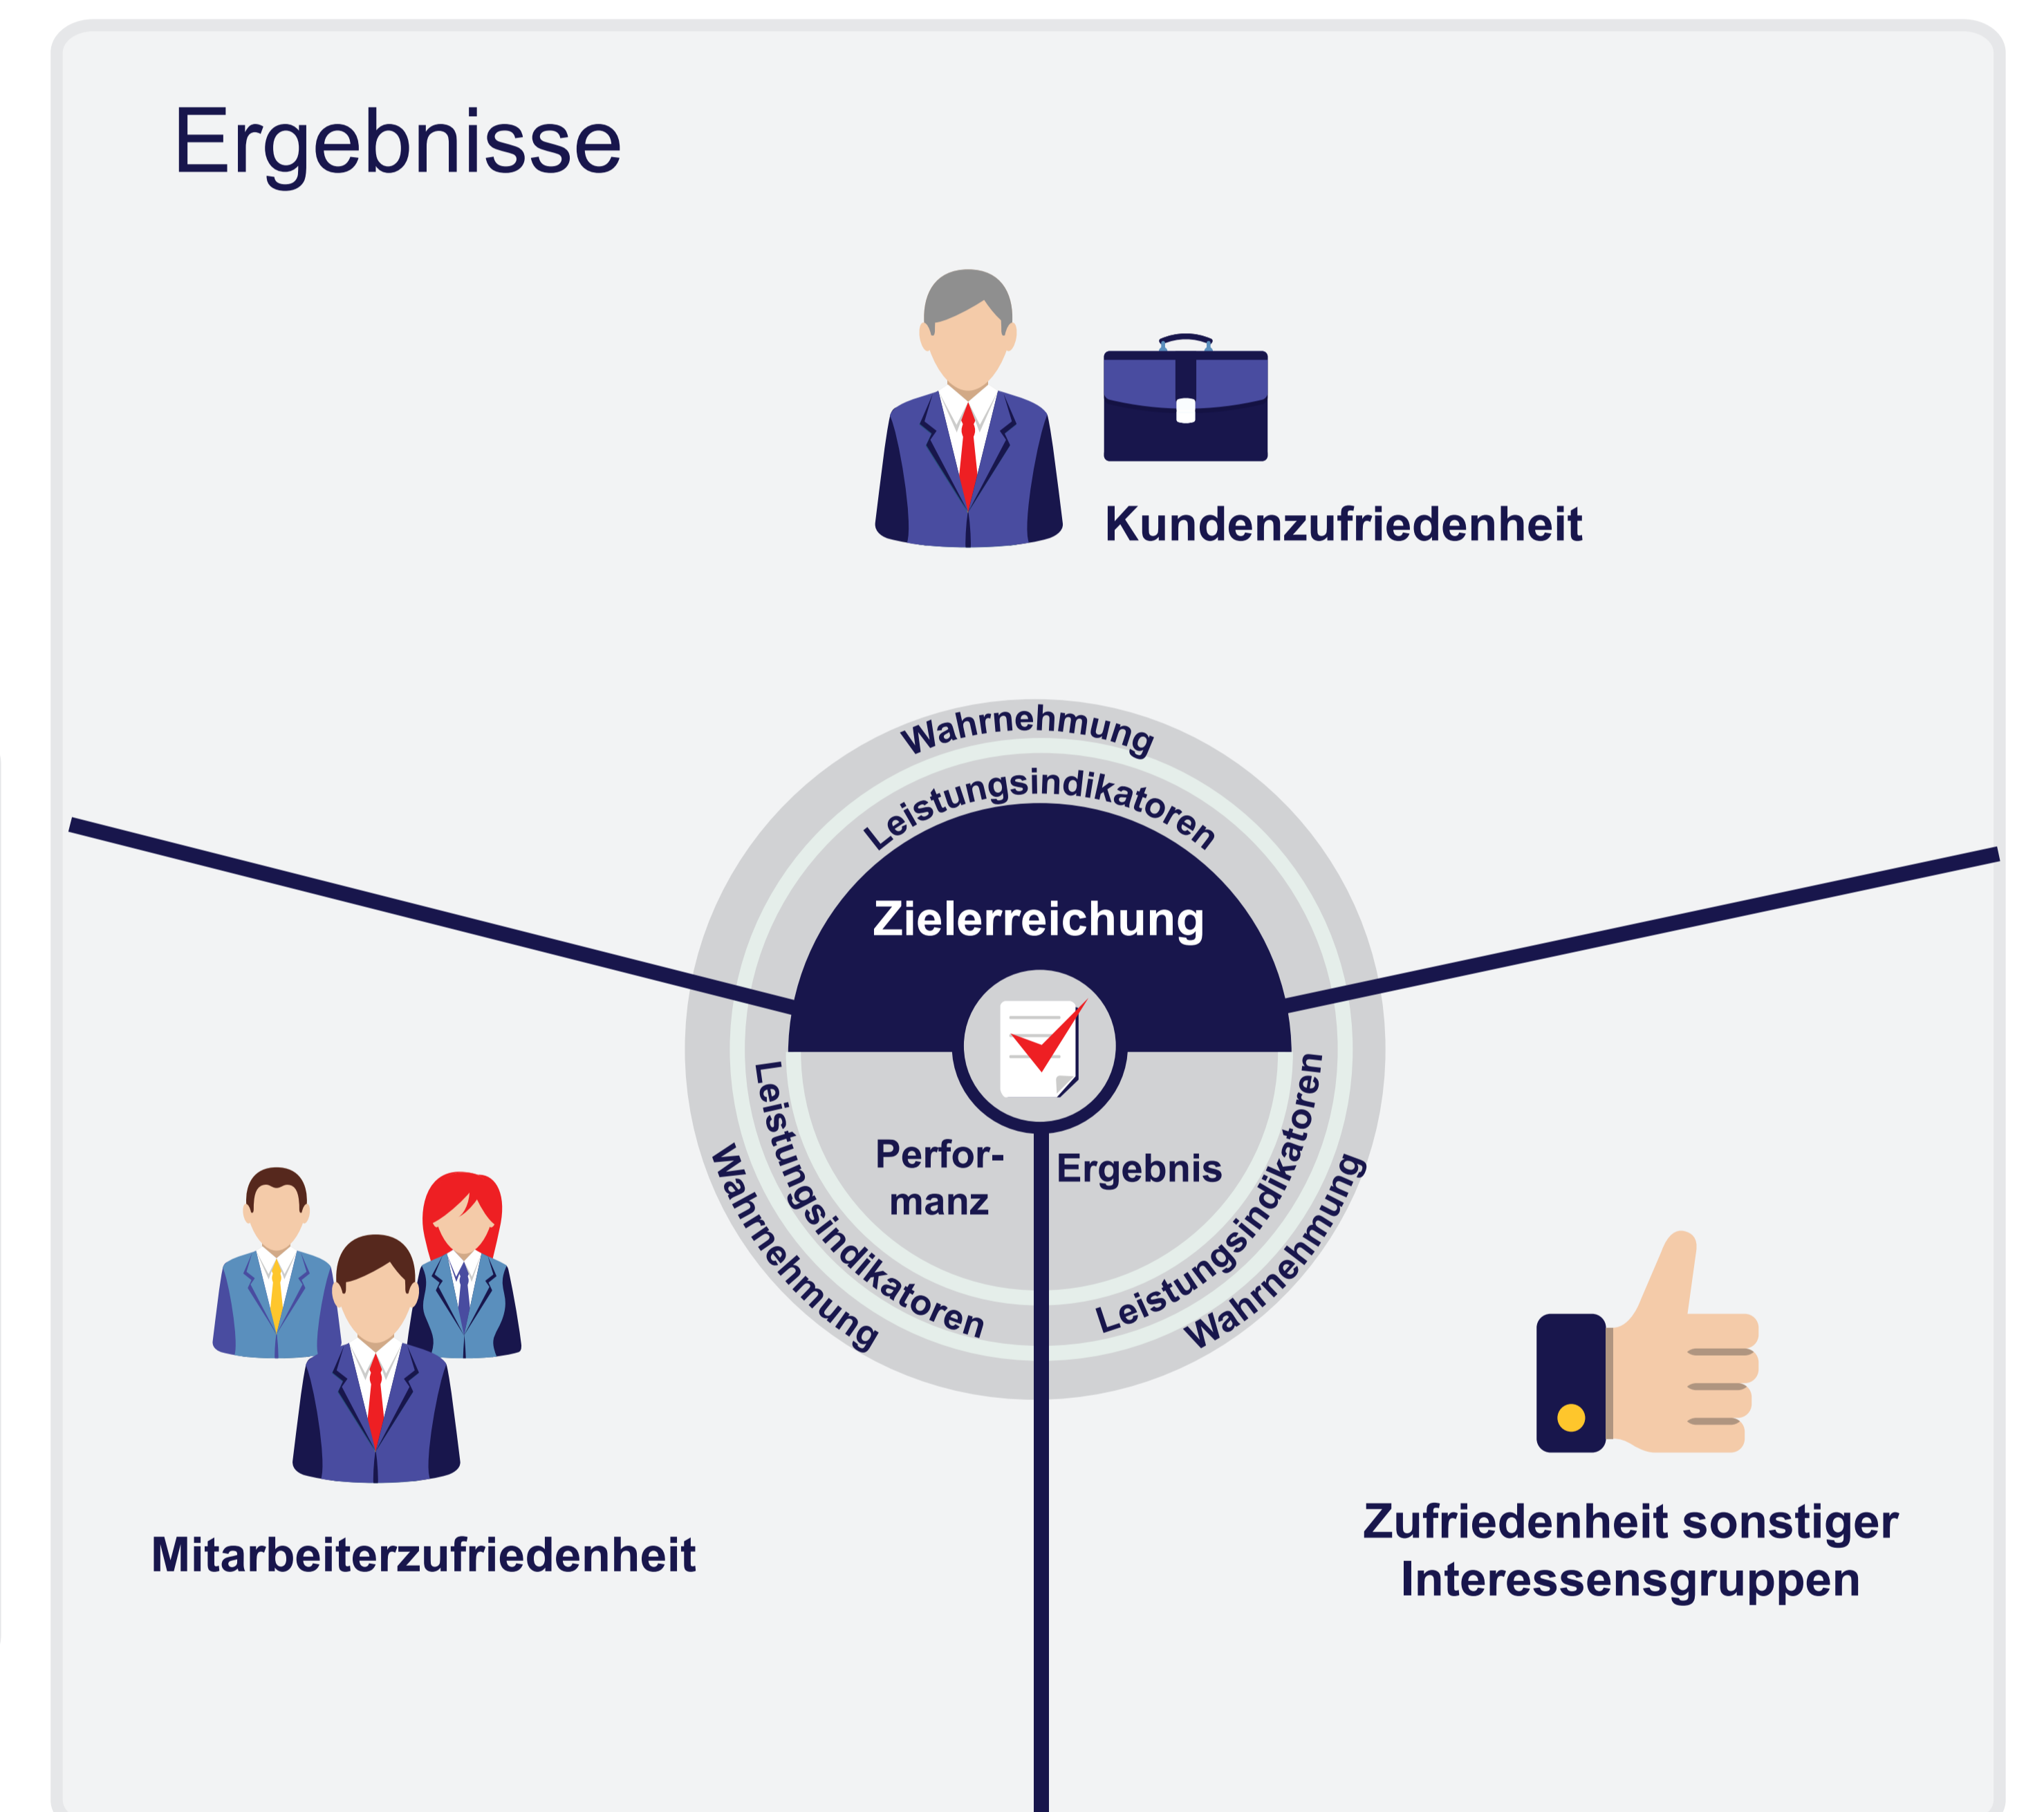 Ergebnisse
Kundenzufriedenheit
Wahrnehmung
Leistungsindikatoren
Zielerreichung
Perfor-
manz
Ergebnis
Leistungsindikatoren
Wahrnehmung
Leistungsindikatoren
Wahrnehmung
Mitarbeiterzufriedenheit
Zufriedenheit sonstiger
Interessensgruppen